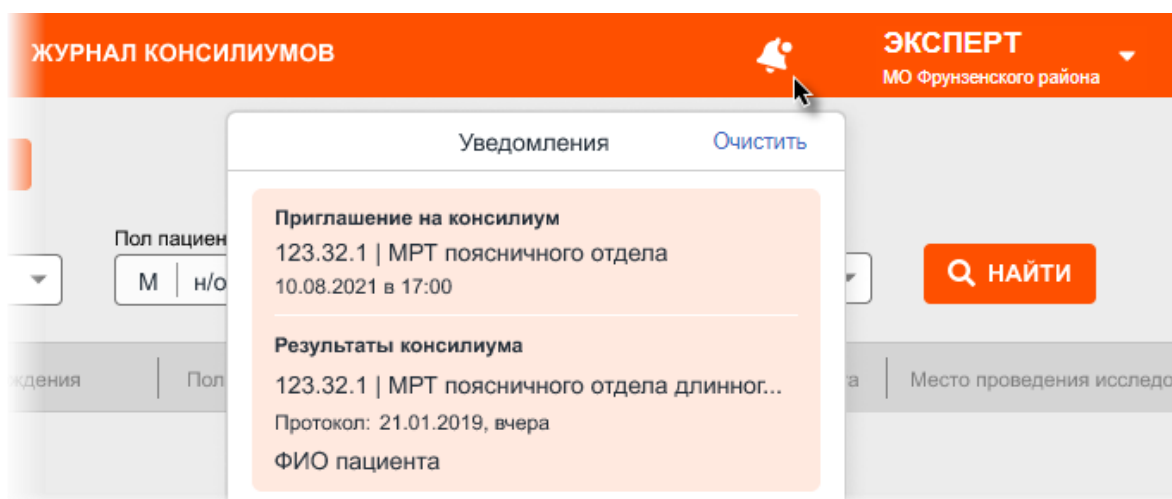 ЖУРНАЛ КОНСИЛИУМОВ
ЭКСПЕРТ
МО Фрунзенского района
Уведомления Очистить
Приглашение на консилиум
123.32.1 | МРТ поясничного отдела
10.08.2021 в 17:00
Результаты консилиума
123.32.1 | МРТ поясничного отдела длинног...
Протокол: 21.01.2019, вчера
ФИО пациента
Пол пациен
М | н/о
НАЙТИ
ждения
Пол
Место проведения исследо